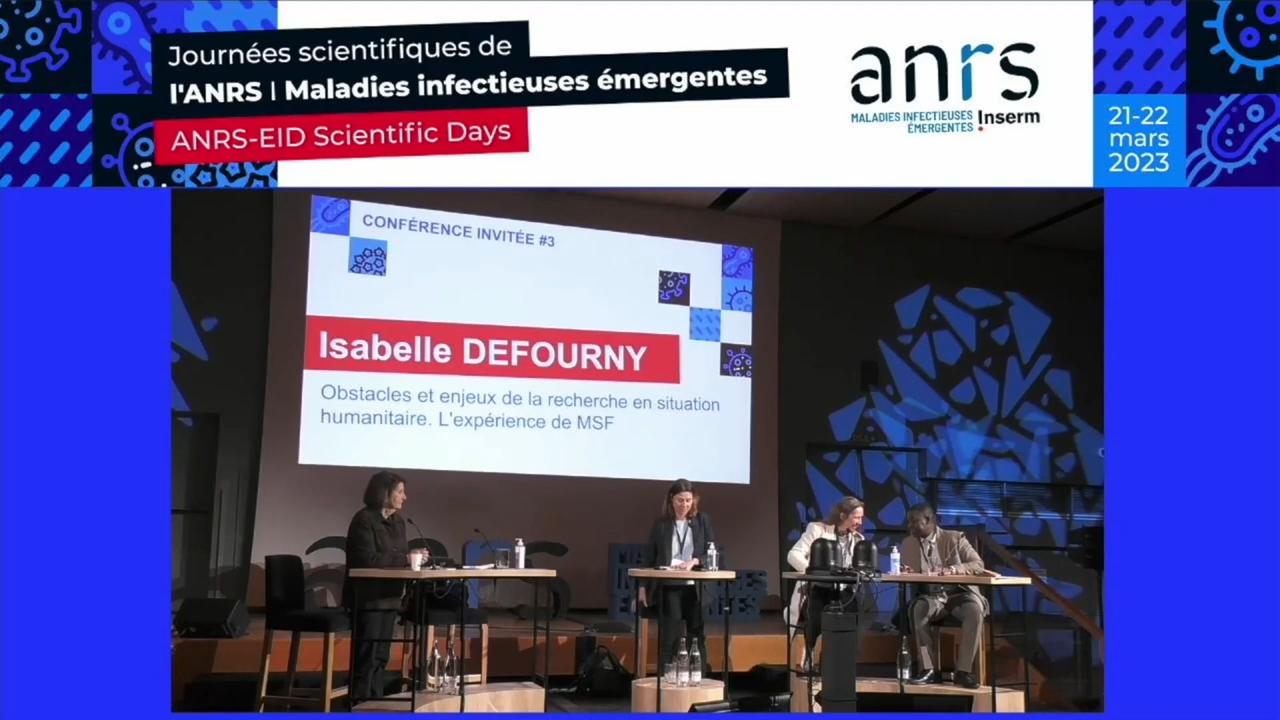 Journées scientifiques de
l'ANRS | Maladies infectieuses émergentes
ANRS-EID Scientific Days
anrs
MALADIES INFECTIEUSES
ÉMERGENTES
Inserm
21-22
mars
2023
CONFÉRENCE INVITÉE #3
Isabelle DEFOURNY
Obstacles et enjeux de la recherche en situation
humanitaire. L'expérience de MSF